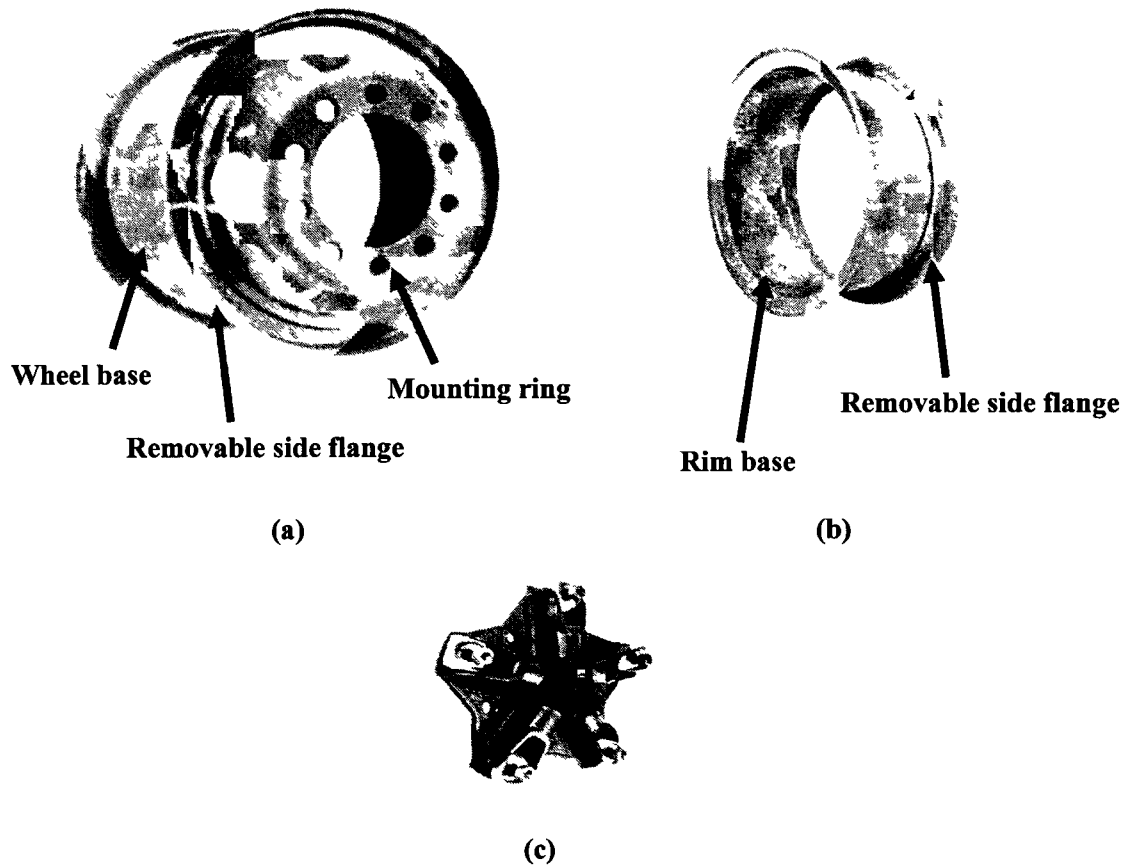 Wheel base
Mounting ring
Removable side flange
Removable side flange
Rim base
(a)
(b)
(c)